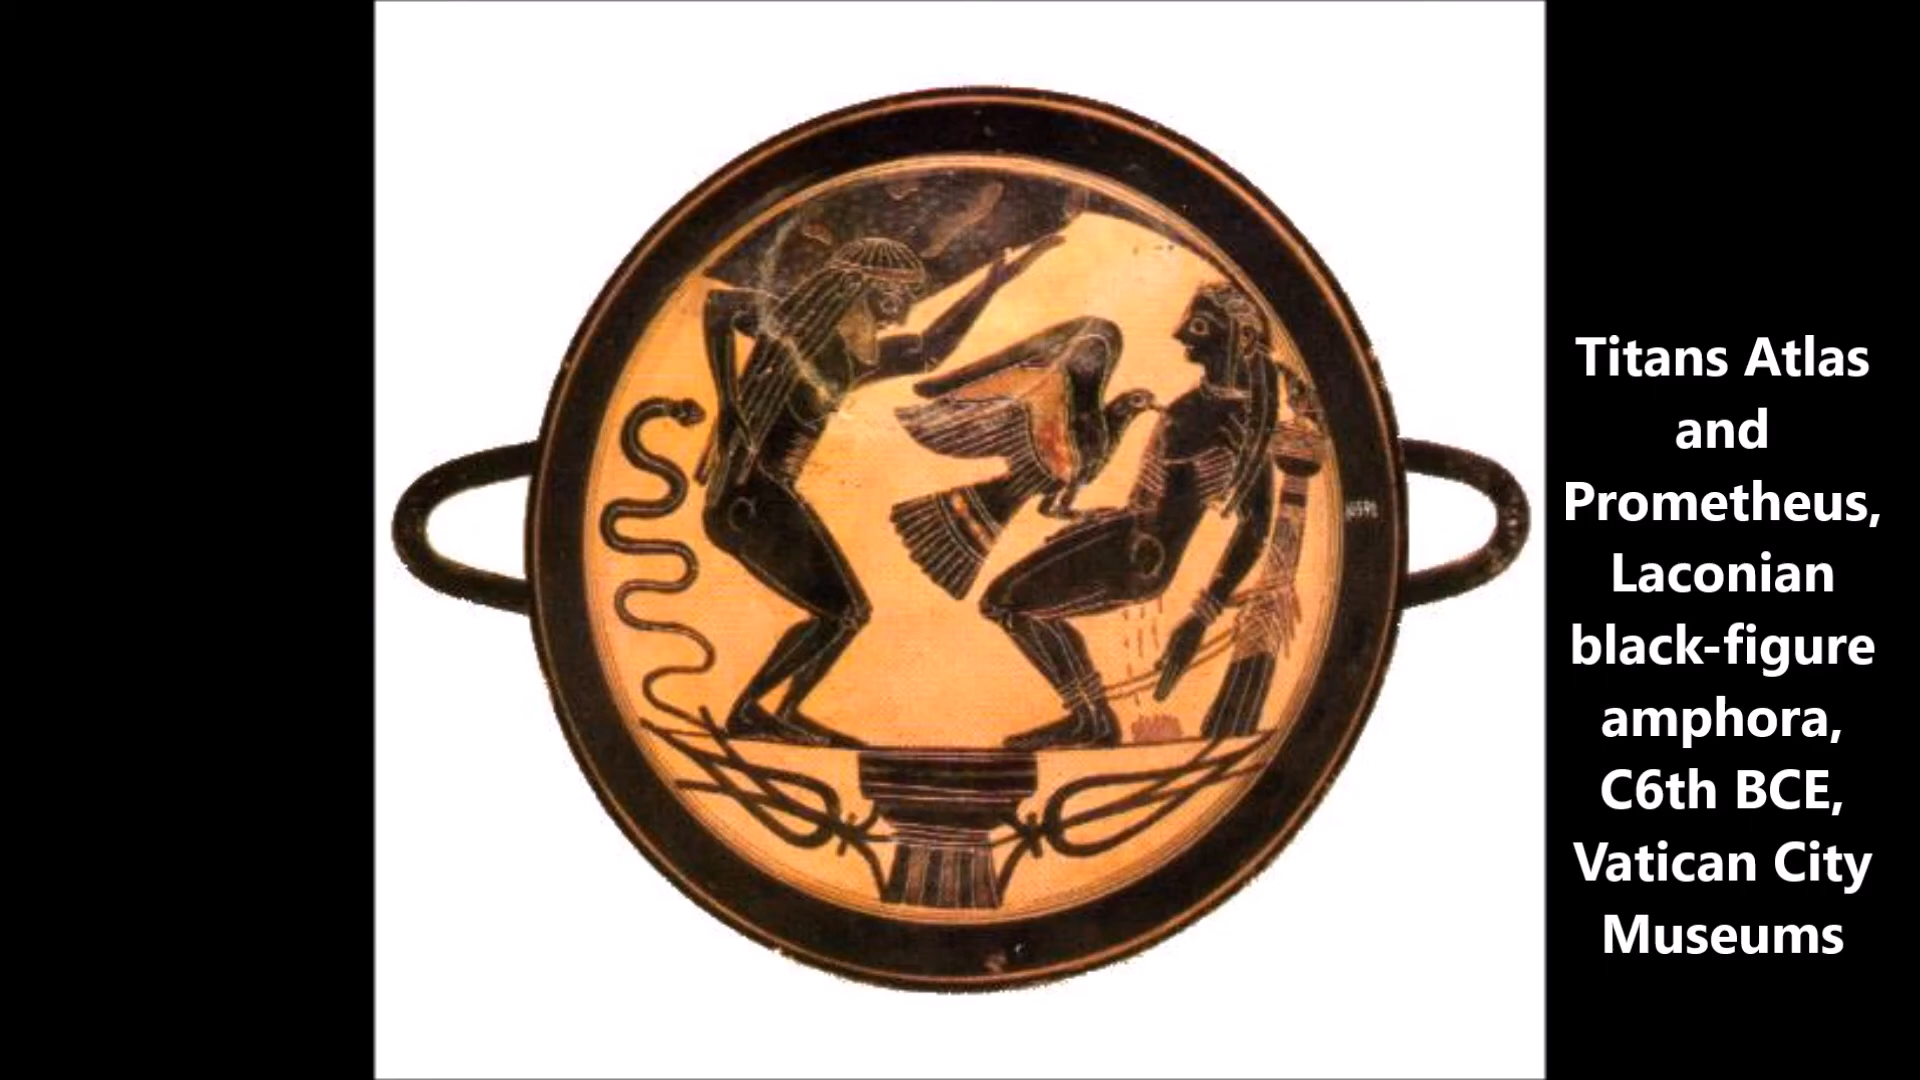 Titans Atlas
and
Prometheus,
Laconian
black-figure
amphora,
C6th BCE,
Vatican City
Museums